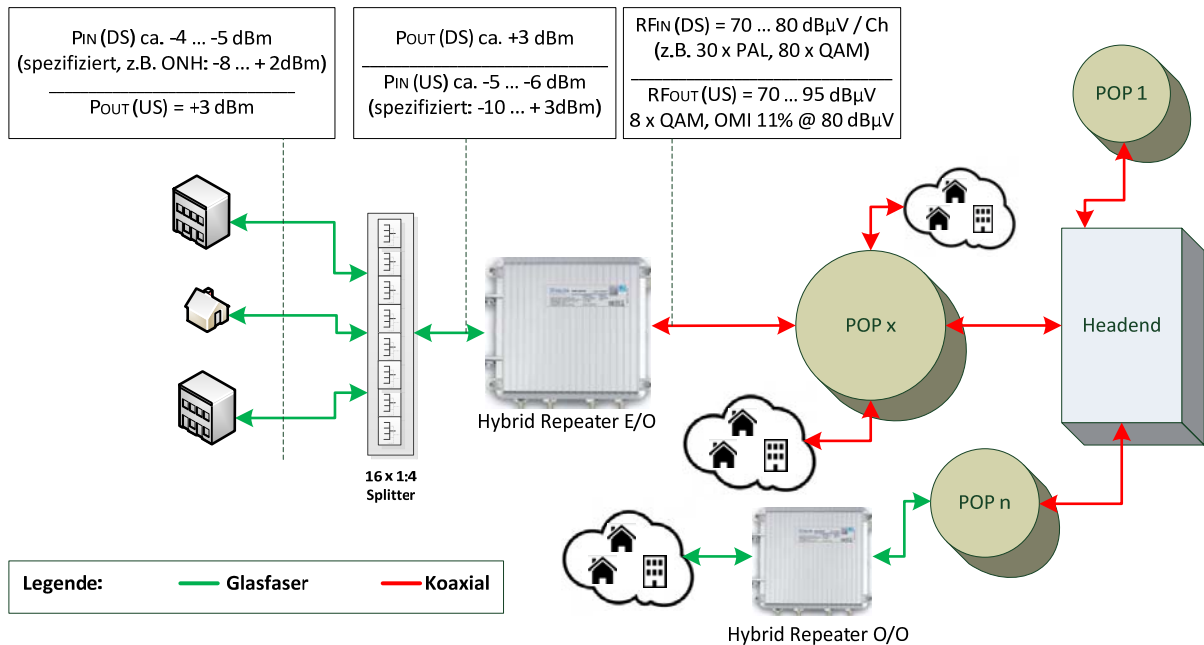 PIN (DS) ca. -4 ... -5 dBm
(spezifiziert, z.B. ONH: -8 ... + 2dBm)
POUT (US) = +3 dBm
POUT (DS) ca. +3 dBm
PIN (US) ca. -5 ... -6 dBm
(spezifiziert: -10 ... + 3dBm)
RFIN (DS) = 70 ... 80 dBµV / Ch
(z.B. 30 x PAL, 80 x QAM)
RFOUT (US) = 70 ... 95 dBµV
8 x QAM, OMI 11% @ 80 dBµV
POP 1
POP x
Headend
Hybrid Repeater E/O
16 x 1:4
Splitter
POP n
Hybrid Repeater O/O
Legende:
Glasfaser
Koaxial